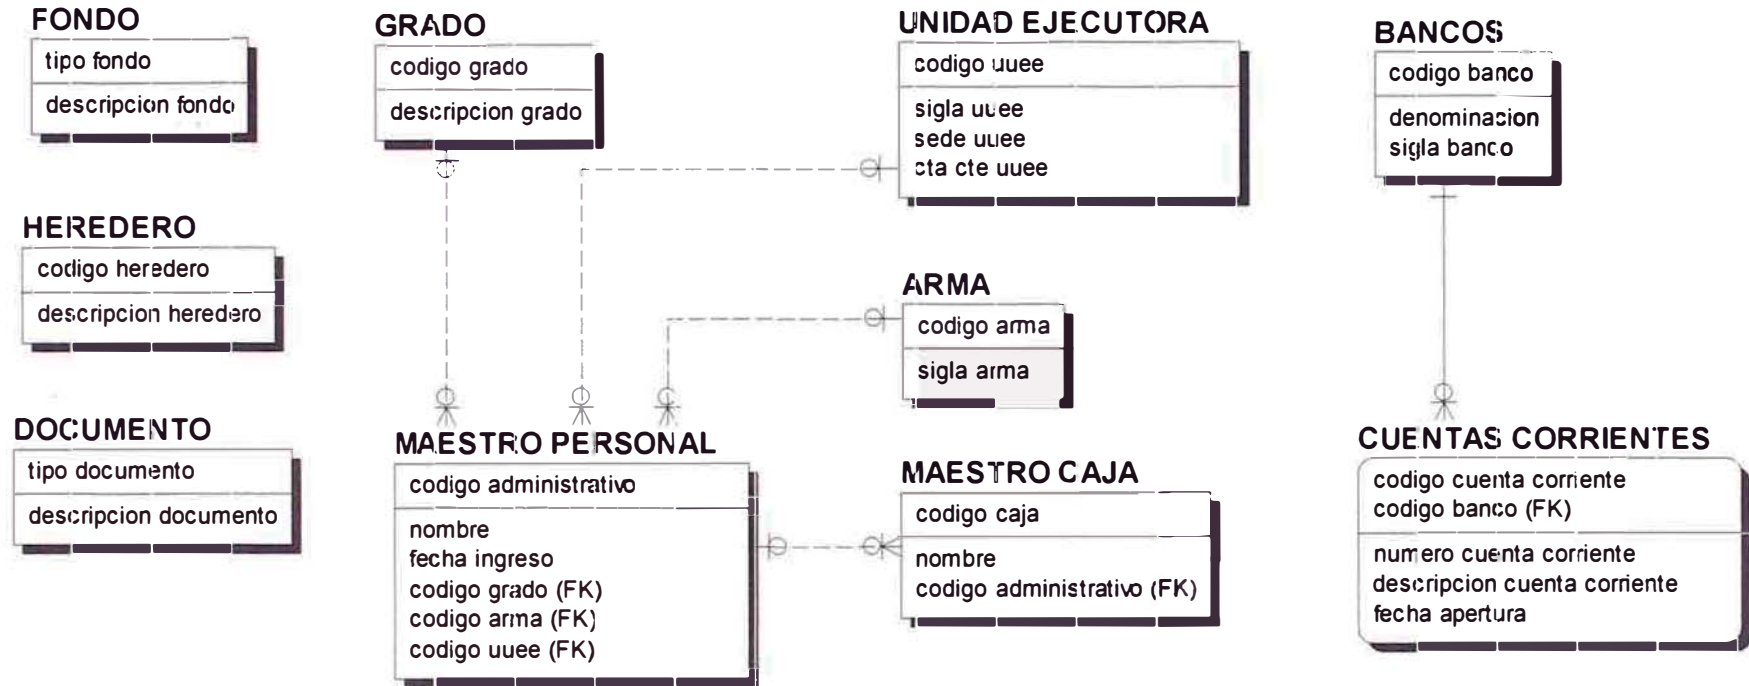 FONDO
tipo fondo
descripcion fondo
GRADO
codigo grado
descripcion grado
UNIDAD EJECUTORA
codigo uuee
sigla uuee
sede uuee
cta cte uuee
BANCOS
codigo banco
denominacion
sigla banco
HEREDERO
codigo heredero
descripcion heredero
ARMA
codigo arma
sigla arma
DOCUMENTO
tipo documento
descripcion documento
MAESTRO PERSONAL
codigo administrativo
nombre
fecha ingreso
codigo grado (FK)
codigo arma (FK)
codigo uuee (FK)
MAESTRO CAJA
codigo caja
nombre
codigo administrativo (FK)
CUENTAS CORRIENTES
codigo cuenta corriente
codigo banco (FK)
numero cuenta corriente
descripcion cuenta corriente
fecha apertura